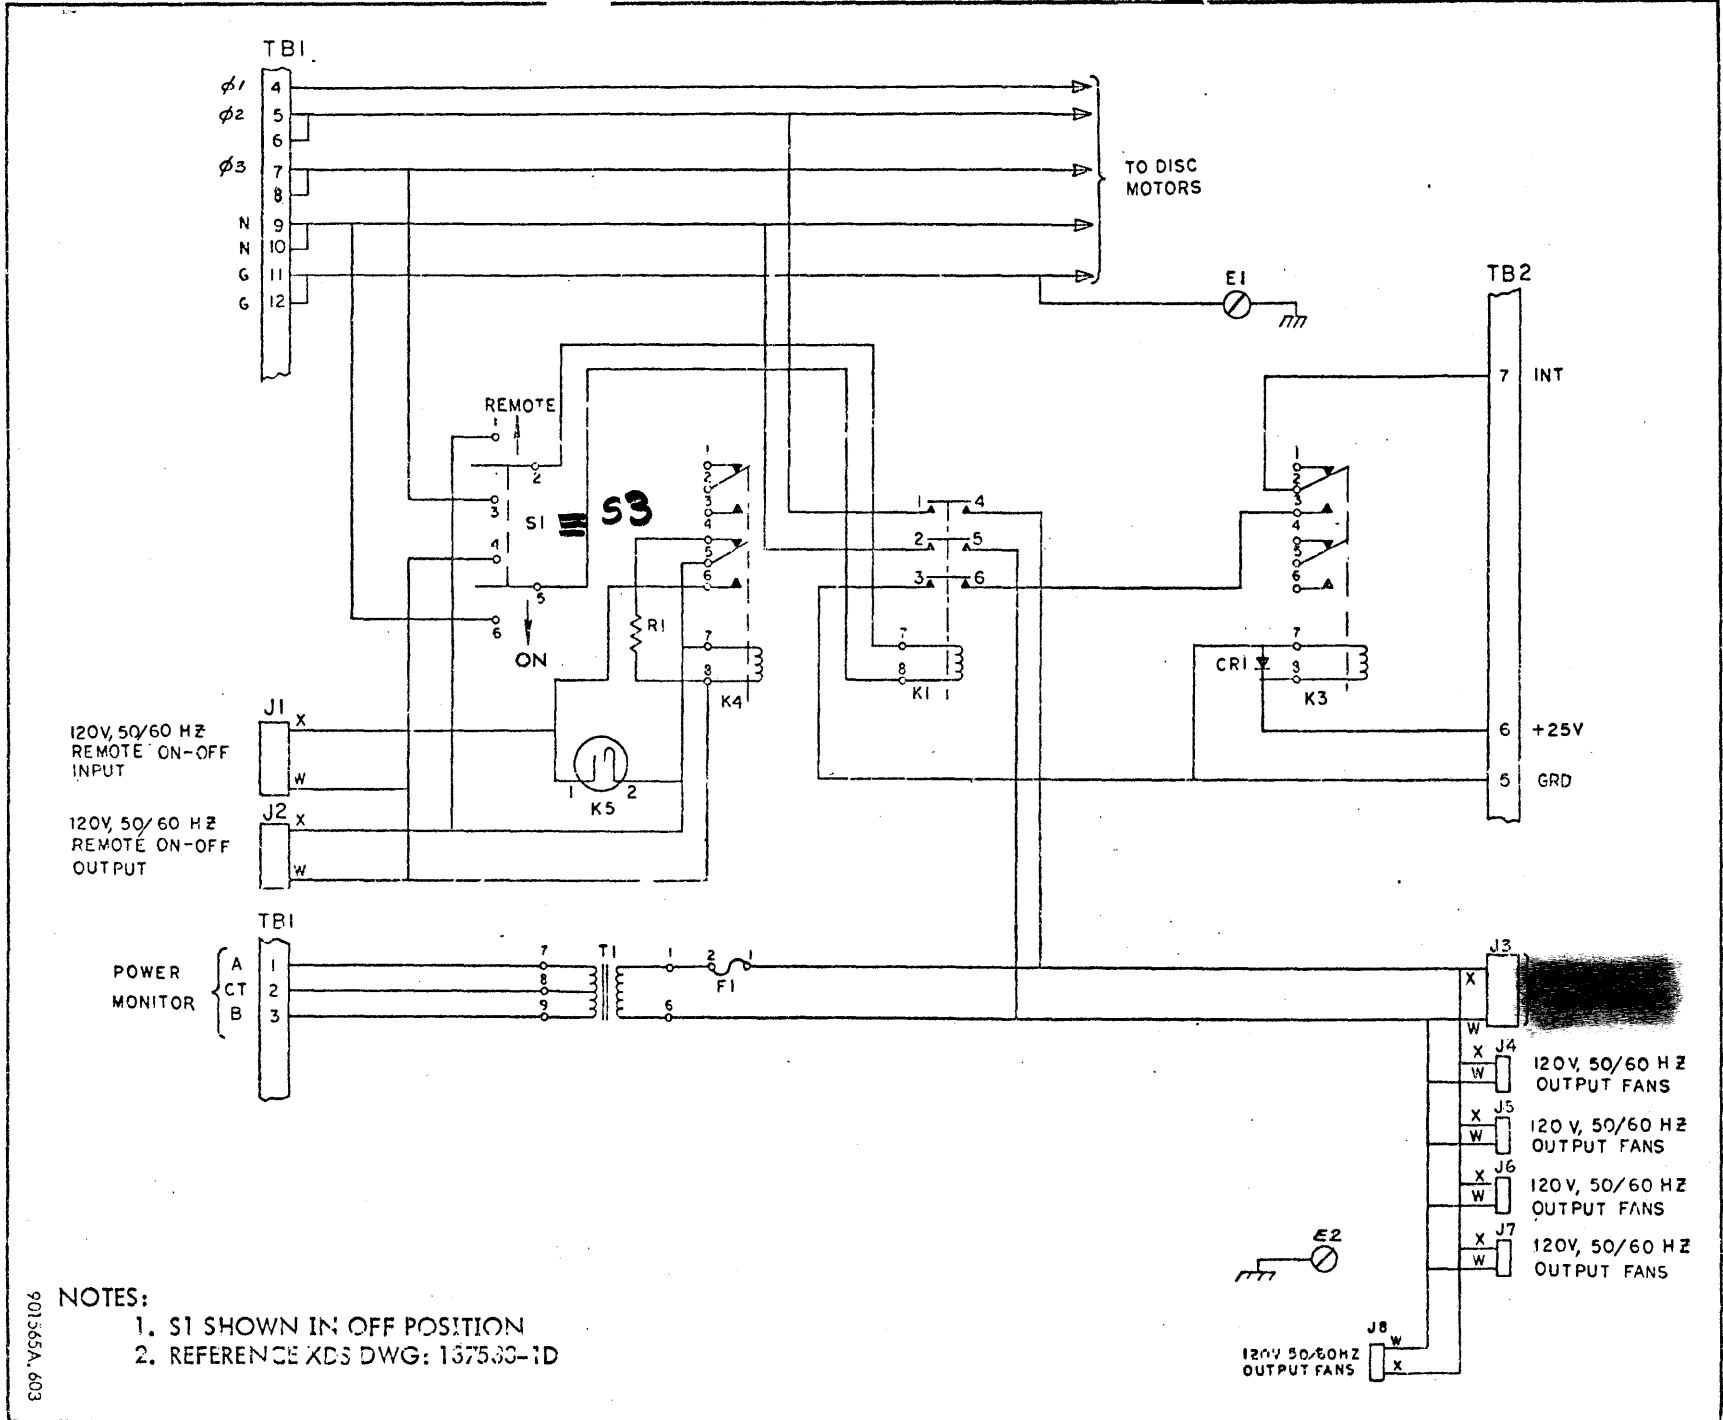 TB1
ϕ1 4
ϕ2 5
6
ϕ3 7
8
N 9
N 10
G 11
G 12
TO DISC
MOTORS
E1
TB2
7 INT
REMOTE
1
2
3
S1 ≡ S3
4
5
6
ON
1
2
3
4
5
6
R1
7
8
K4
1 4
2 5
3 6
7
8
K1
1
2
3
4
5
6
7
CR1
8
K3
6 +25V
5 GRD
J1
X
120V, 50/60 HZ
REMOTE ON-OFF
INPUT
W
1 2
K5
J2
X
120V, 50/60 HZ
REMOTE ON-OFF
OUTPUT
W
TB1
POWER
MONITOR
A 1
CT 2
B 3
7
8
9
T1
1
6
2 1
F1
J3
X
W
J4
X
W
120V, 50/60 HZ
OUTPUT FANS
J5
X
W
120V, 50/60 HZ
OUTPUT FANS
J6
X
W
120V, 50/60 HZ
OUTPUT FANS
J7
X
W
120V, 50/60 HZ
OUTPUT FANS
E2
J8
W
X
120V 50/60HZ
OUTPUT FANS
NOTES:
1. S1 SHOWN IN OFF POSITION
2. REFERENCE XDS DWG:
901565A.603